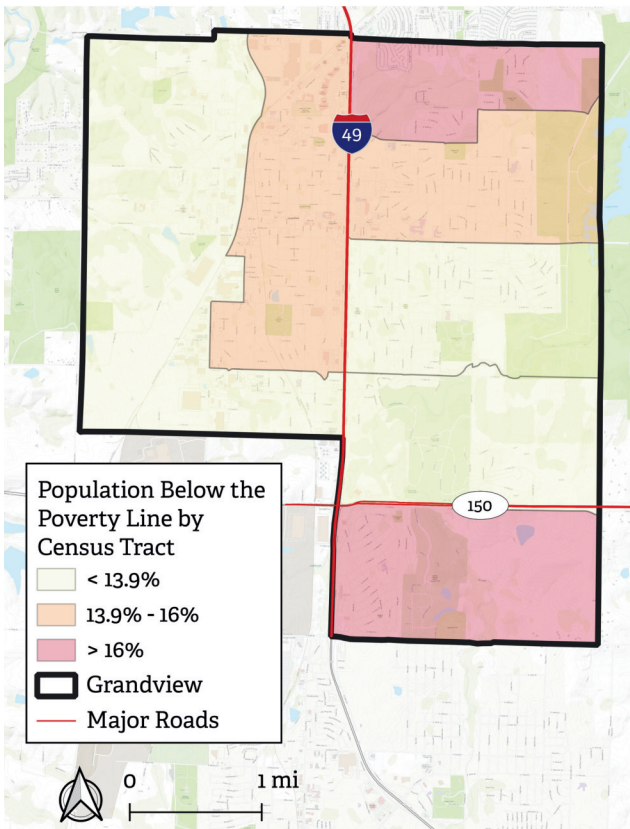 49
150
Population Below the
Poverty Line by
Census Tract
< 13.9%
13.9% - 16%
> 16%
Grandview
Major Roads
0 1 mi